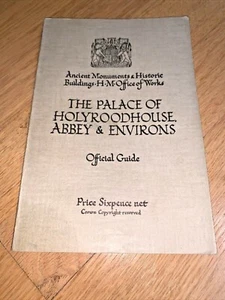 Ancient Monuments & Historic
Buildings · H·M·Office of Works
THE PALACE OF
HOLYROODHOUSE,
ABBEY & ENVIRONS
Official Guide
Price Sixpence net
Crown Copyright reserved